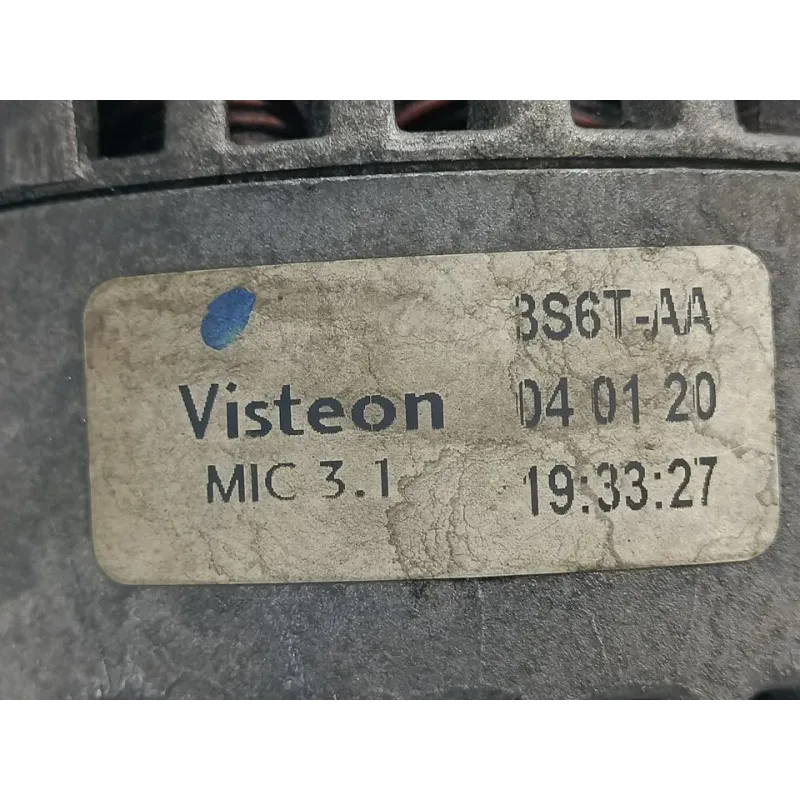 3S6T-AA
Visteon
04 01 20
MIC 3.1
19:33:27